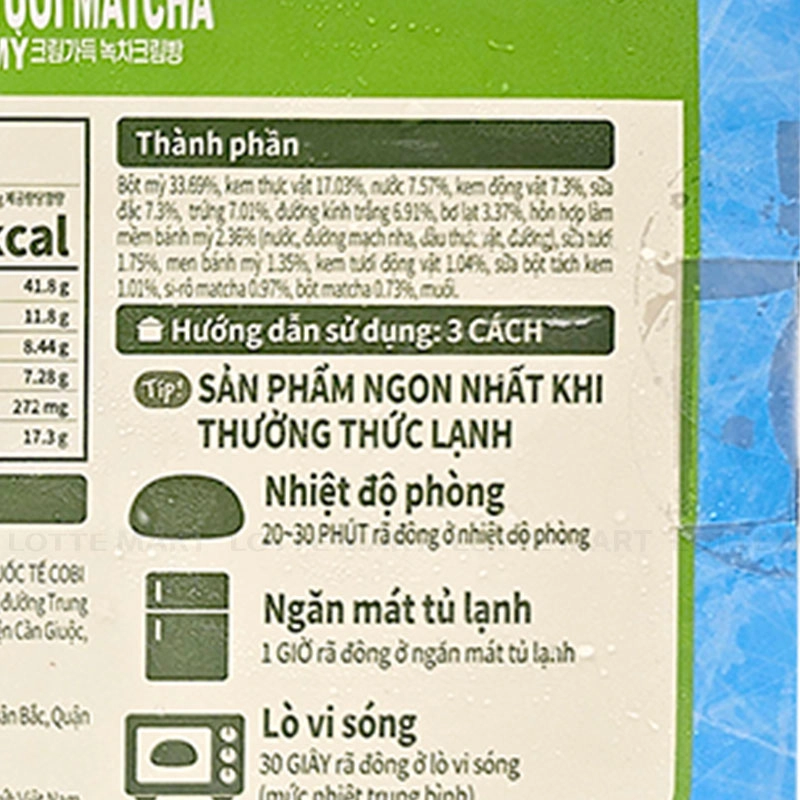 MATCHA
MỲ 크림가득 녹차크림빵
kcal
41.8 g
11.8 g
8.44 g
7.28 g
272 mg
17.3 g
Thành phần
Bột mỳ 33.69%, kem thực vật 17.03%, nước 7.57%, kem động vật 7.3%, sữa
đặc 7.3%, trứng 7.01%, đường kính trắng 6.91%, bơ lạt 3.37%, hỗn hợp làm
mềm bánh mỳ 2.36% (nước, đường mạch nha, dầu thực vật, đường), sữa tươi
1.75%, men bánh mỳ 1.35%, kem tươi động vật 1.04%, sữa bột tách kem
1.01%, si-rô matcha 0.97%, bột matcha 0.73%, muối.
Hướng dẫn sử dụng: 3 CÁCH
Tip! SẢN PHẨM NGON NHẤT KHI
THƯỞNG THỨC LẠNH
Nhiệt độ phòng
20~30 PHÚT rã đông ở nhiệt độ phòng
LOTTE MART LOTTE MART LOTTE MART
Ngăn mát tủ lạnh
1 GIỜ rã đông ở ngăn mát tủ lạnh
Lò vi sóng
30 GIÂY rã đông ở lò vi sóng
(mức nhiệt trung bình)
QUỐC TẾ COBI
đường Trung
Cần Giuộc,
Bắc, Quận
Việt Nam